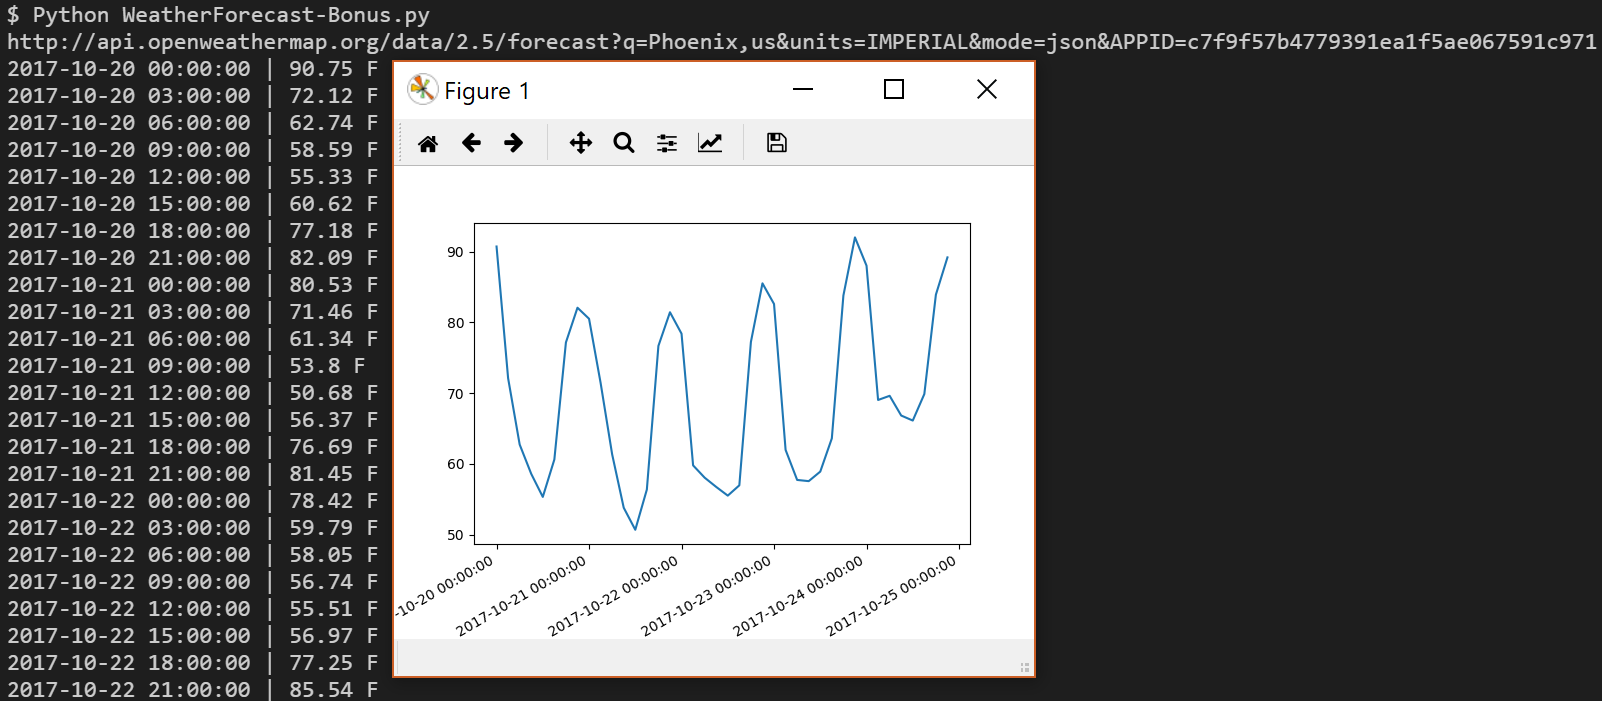 $ Python WeatherForecast-Bonus.py
http://api.openweathermap.org/data/2.5/forecast?q=Phoenix,us&units=IMPERIAL&mode=json&APPID=c7f9f57b4779391ea1f5ae067591c971
2017-10-20 00:00:00 | 90.75 F
2017-10-20 03:00:00 | 72.12 F
2017-10-20 06:00:00 | 62.74 F
2017-10-20 09:00:00 | 58.59 F
2017-10-20 12:00:00 | 55.33 F
2017-10-20 15:00:00 | 60.62 F
2017-10-20 18:00:00 | 77.18 F
2017-10-20 21:00:00 | 82.09 F
2017-10-21 00:00:00 | 80.53 F
2017-10-21 03:00:00 | 71.46 F
2017-10-21 06:00:00 | 61.34 F
2017-10-21 09:00:00 | 53.8 F
2017-10-21 12:00:00 | 50.68 F
2017-10-21 15:00:00 | 56.37 F
2017-10-21 18:00:00 | 76.69 F
2017-10-21 21:00:00 | 81.45 F
2017-10-22 00:00:00 | 78.42 F
2017-10-22 03:00:00 | 59.79 F
2017-10-22 06:00:00 | 58.05 F
2017-10-22 09:00:00 | 56.74 F
2017-10-22 12:00:00 | 55.51 F
2017-10-22 15:00:00 | 56.97 F
2017-10-22 18:00:00 | 77.25 F
2017-10-22 21:00:00 | 85.54 F
Figure 1
90
80
70
60
50
-10-20 00:00:00
2017-10-21 00:00:00
2017-10-22 00:00:00
2017-10-23 00:00:00
2017-10-24 00:00:00
2017-10-25 00:00:00